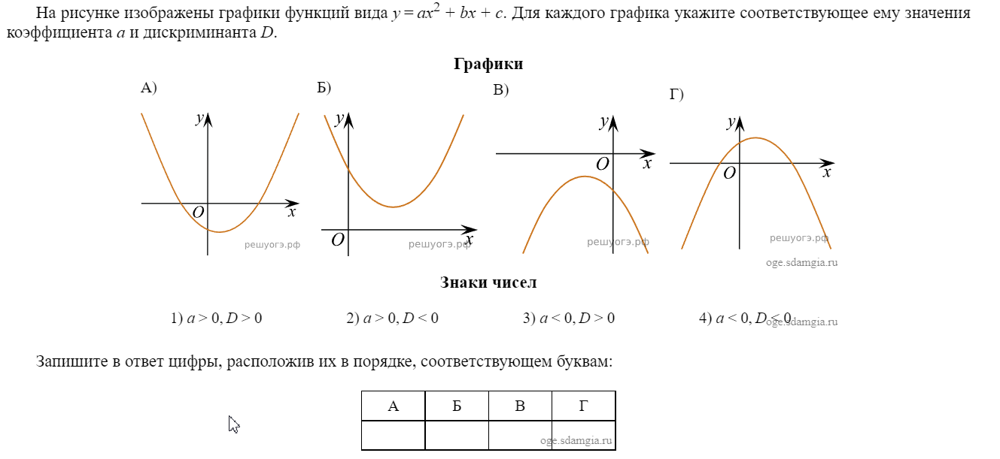 На рисунке изображены графики функций вида y = ax² + bx + c. Для каждого графика укажите соответствующее ему значения
коэффициента a и дискриминанта D.
Графики
А) Б) В) Г)
y y y y
O x O x O x O x
решуогэ.рф решуогэ.рф решуогэ.рф решуогэ.рф
oge.sdamgia.ru
Знаки чисел
1) a > 0, D > 0 2) a > 0, D < 0 3) a < 0, D > 0 4) a < 0, D < 0
oge.sdamgia.ru
Запишите в ответ цифры, расположив их в порядке, соответствующем буквам:
А Б В Г
oge.sdamgia.ru